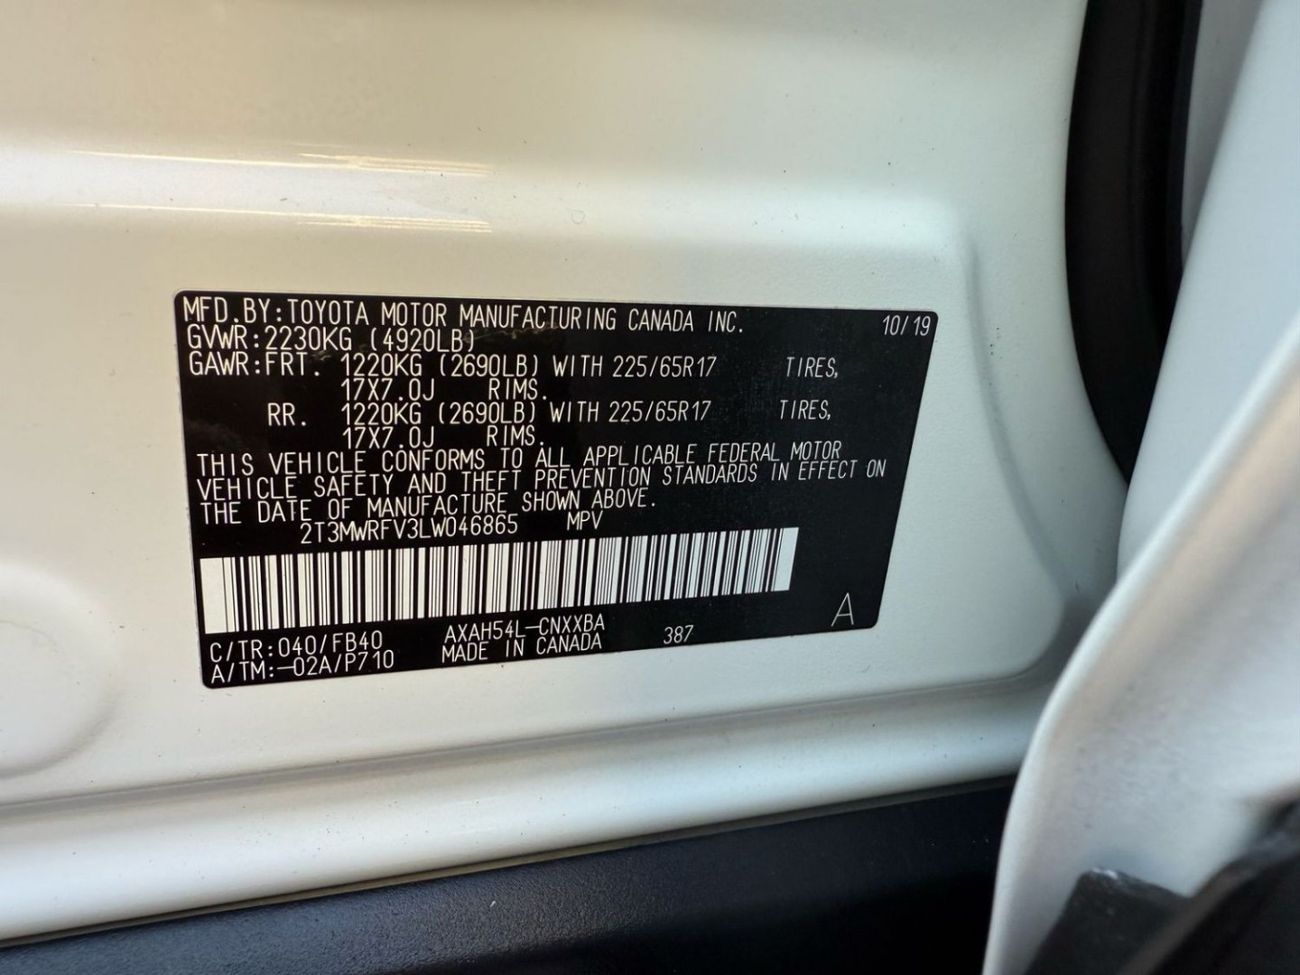 MFD.BY:TOYOTA MOTOR MANUFACTURING CANADA INC. 10/19
GVWR:2230KG (4920LB)
GAWR:FRT. 1220KG (2690LB) WITH 225/65R17 TIRES,
17X7.0J RIMS.
RR. 1220KG (2690LB) WITH 225/65R17 TIRES,
17X7.0J RIMS.
THIS VEHICLE CONFORMS TO ALL APPLICABLE FEDERAL MOTOR
VEHICLE SAFETY AND THEFT PREVENTION STANDARDS IN EFFECT ON
THE DATE OF MANUFACTURE SHOWN ABOVE.
2T3MWRFV3LW046865 MPV
A
C/TR:040/FB40 AXAH54L-CNXXBA 387
A/TM:-02A/P710 MADE IN CANADA